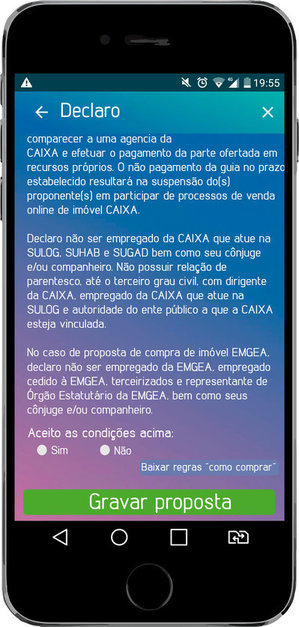 19:55
Declaro
comparecer a uma agencia da
CAIXA e efetuar o pagamento da parte ofertada em
recursos próprios. O não pagamento da guia no prazo
estabelecido resultará na suspensão do(s)
proponente(s) em participar de processos de venda
online de imóvel CAIXA.
Declaro não ser empregado da CAIXA que atue na
SULOG, SUHAB e SUGAD bem como seu cônjuge
e/ou companheiro. Não possuir relação de
parentesco, até o terceiro grau civil, com dirigente
da CAIXA, empregado da CAIXA que atue na
SULOG e autoridade do ente público a que a CAIXA
esteja vinculada.
No caso de proposta de compra de imóvel EMGEA,
declaro não ser empregado da EMGEA, empregado
cedido à EMGEA, terceirizados e representante de
Órgão Estatutário da EMGEA, bem como seus
cônjuge e/ou companheiro.
Aceito as condições acima:
Sim Não
Baixar regras "como comprar"
Gravar proposta